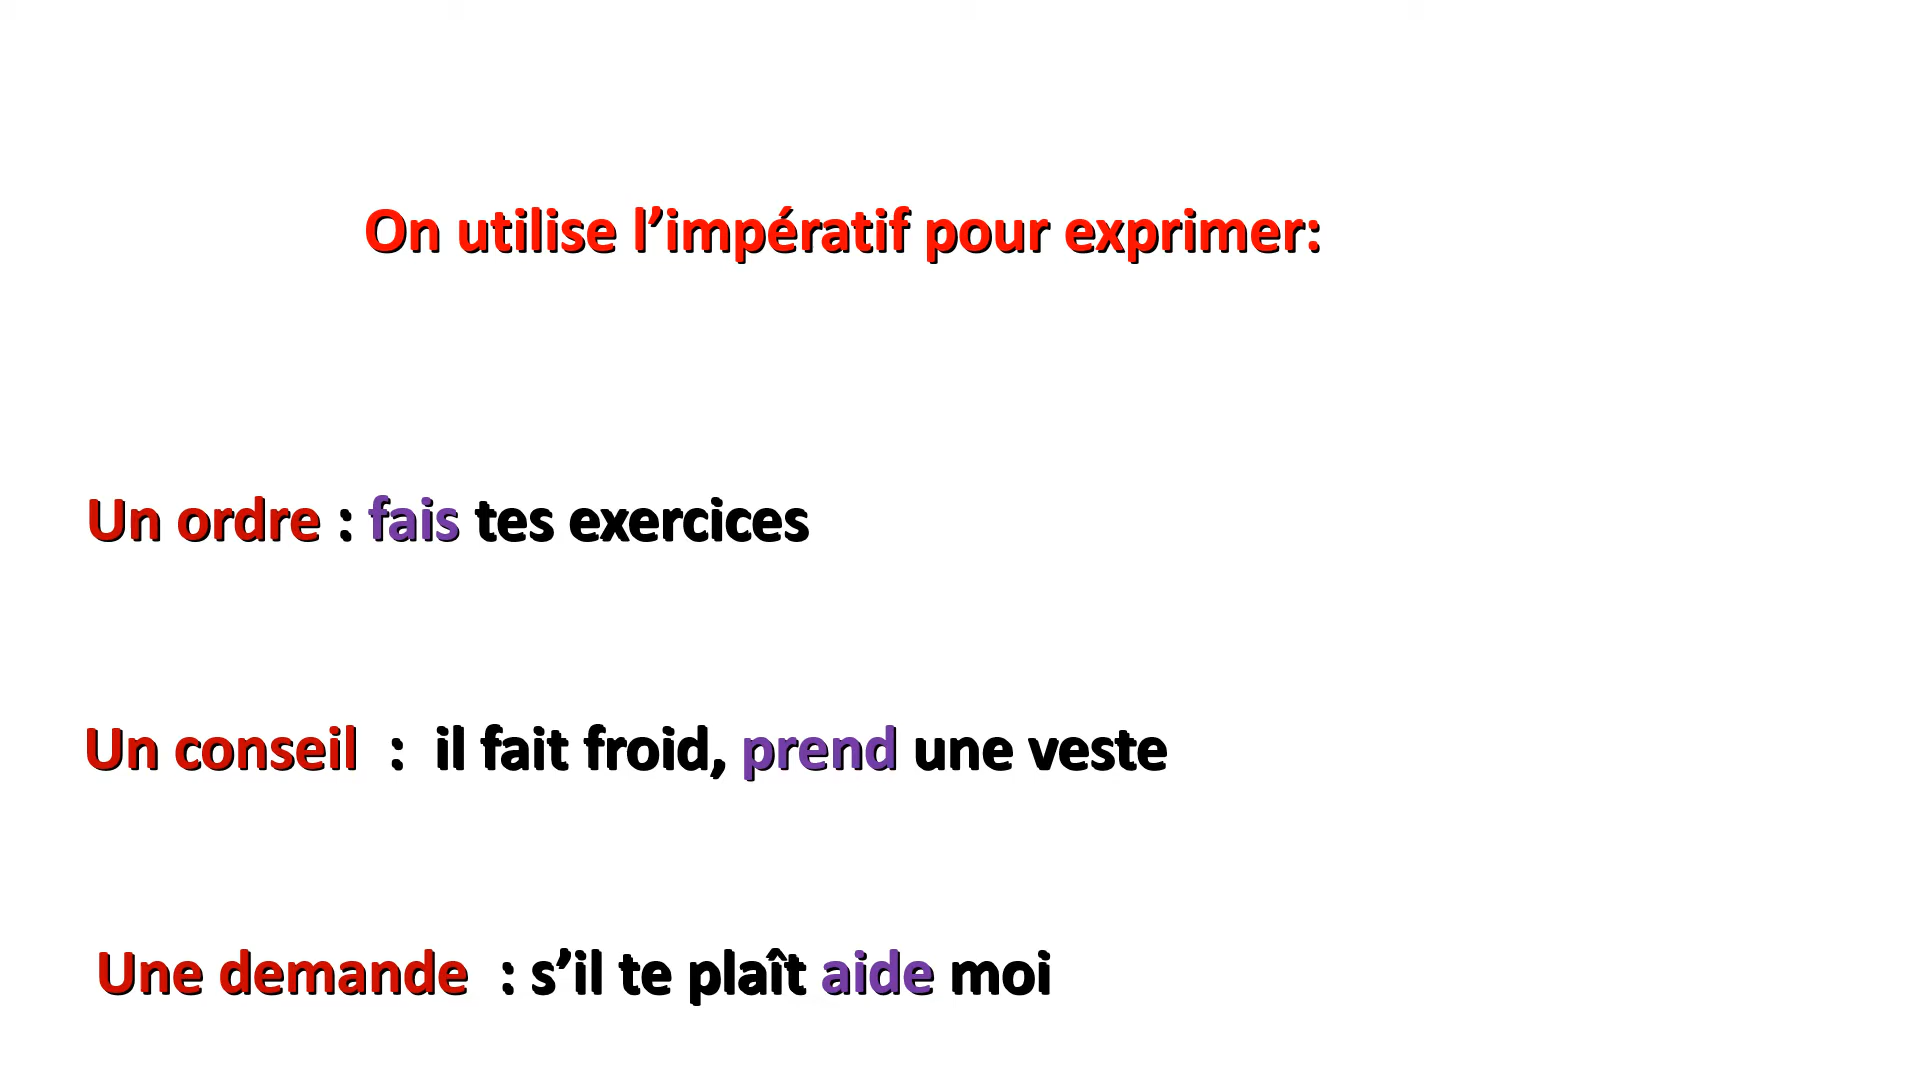 On utilise l’impératif pour exprimer:
Un ordre : fais tes exercices
Un conseil  :  il fait froid, prend une veste
Une demande  : s’il te plaît aide moi